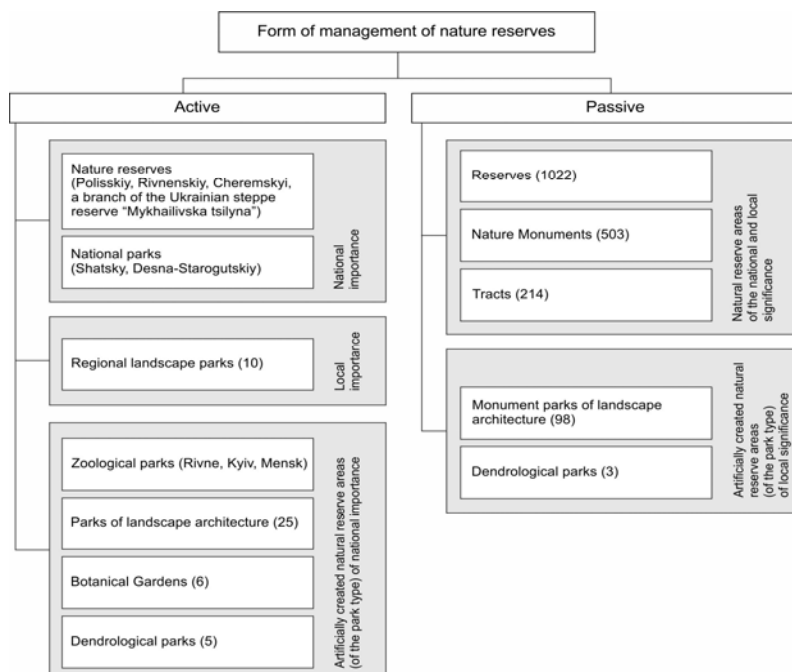 Form of management of nature reserves
Active
Nature reserves
(Polisskiy, Rivnenskiy, Cheremskyi,
a branch of the Ukrainian steppe
reserve “Mykhailivska tsilyna”)
National parks
(Shatsky, Desna-Starogutskiy)
National
importance
Regional landscape parks (10)
Local
importance
Zoological parks (Rivne, Kyiv, Mensk)
Parks of landscape architecture (25)
Botanical Gardens (6)
Dendrological parks (5)
Artificially created natural reserve areas
(of the park type) of national importance
Passive
Reserves (1022)
Nature Monuments (503)
Tracts (214)
Natural reserve areas
of the national and local
significance
Monument parks of landscape
architecture (98)
Dendrological parks (3)
Artificially created natural
reserve areas
(of the park type)
of local significance